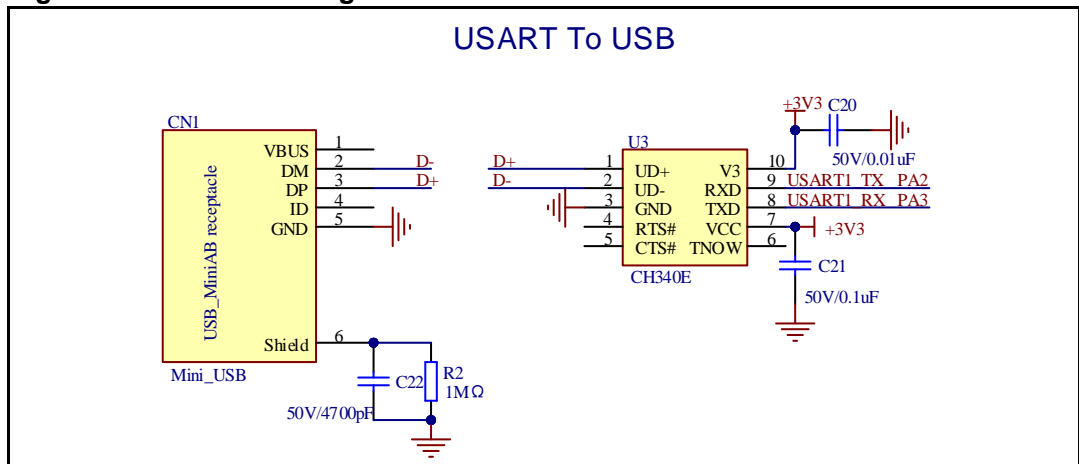 USART To USB
CN1
VBUS 1
DM 2 D-
DP 3 D+
ID 4
GND 5
USB_MiniAB receptacle
Shield 6
Mini_USB
C22
50V/4700pF
R2
1MΩ
U3
D+ 1 UD+ V3 10
D- 2 UD- RXD 9 USART1_TX_PA2
3 GND TXD 8 USART1_RX_PA3
4 RTS# VCC 7 +3V3
5 CTS# TNOW 6
CH340E
+3V3 C20
50V/0.01uF
C21
50V/0.1uF